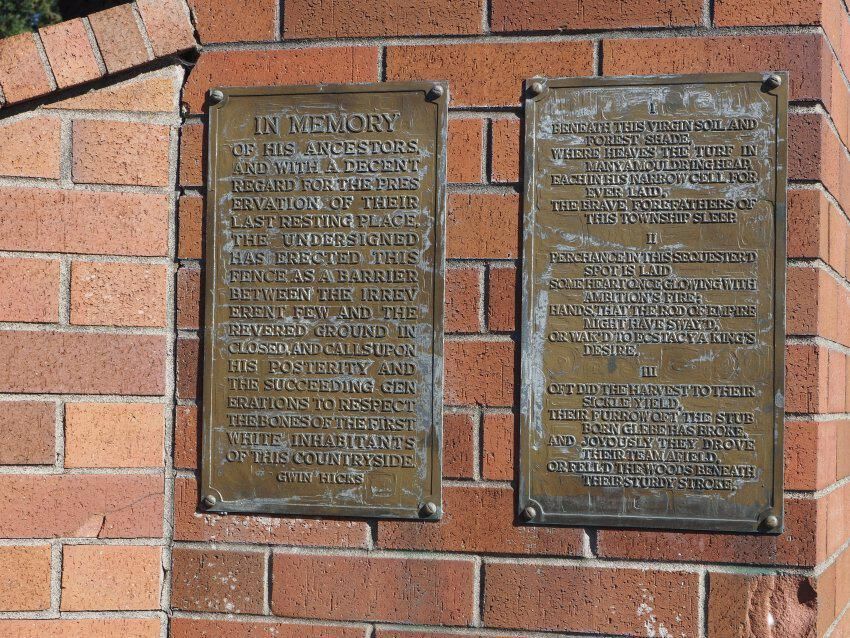 IN MEMORY
OF HIS ANCESTORS,
AND WITH A DECENT
REGARD FOR THE PRES
ERVATION OF THEIR
LAST RESTING PLACE,
THE UNDERSIGNED
HAS ERECTED THIS
FENCE, AS A BARRIER
BETWEEN THE IRREV
ERENT FEW AND THE
REVERED GROUND IN
CLOSED, AND CALLS UPON
HIS POSTERITY AND
THE SUCCEEDING GEN
ERATIONS TO RESPECT
THE BONES OF THE FIRST
WHITE INHABITANTS
OF THIS COUNTRYSIDE.
GWIN HICKS
I
BENEATH THIS VIRGIN SOIL AND
FOREST SHADE,
WHERE HEAVES THE TURF IN
MANY A MOULDERING HEAP,
EACH IN IS NARROW CELL FOR
EVER LAID,
THE BRAVE FOREFATHERS OF
THIS TOWNSHIP SLEEP.
II
PERCHANCE IN THIS SEQUESTER'D
SPOT IS LAID
SOME HEART ONCE GLOWING WITH
AMBITION'S FIRE;
HANDS, THAT THE ROD OF EMPIRE
MIGHT HAVE SWAY'D,
OR WAK'D TO ECSTACY A KING'S
DESIRE.
III
OFT DID THE HARVEST TO THEIR
SICKLE YIELD,
THEIR FURROW OFT THE STUB
BORN GLEBE HAS BROKE,
AND JOYOUSLY THEY DROVE
THEIR TEAM AFIELD,
OR FELL'D THE WOODS BENEATH
THEIR STURDY STROKE.